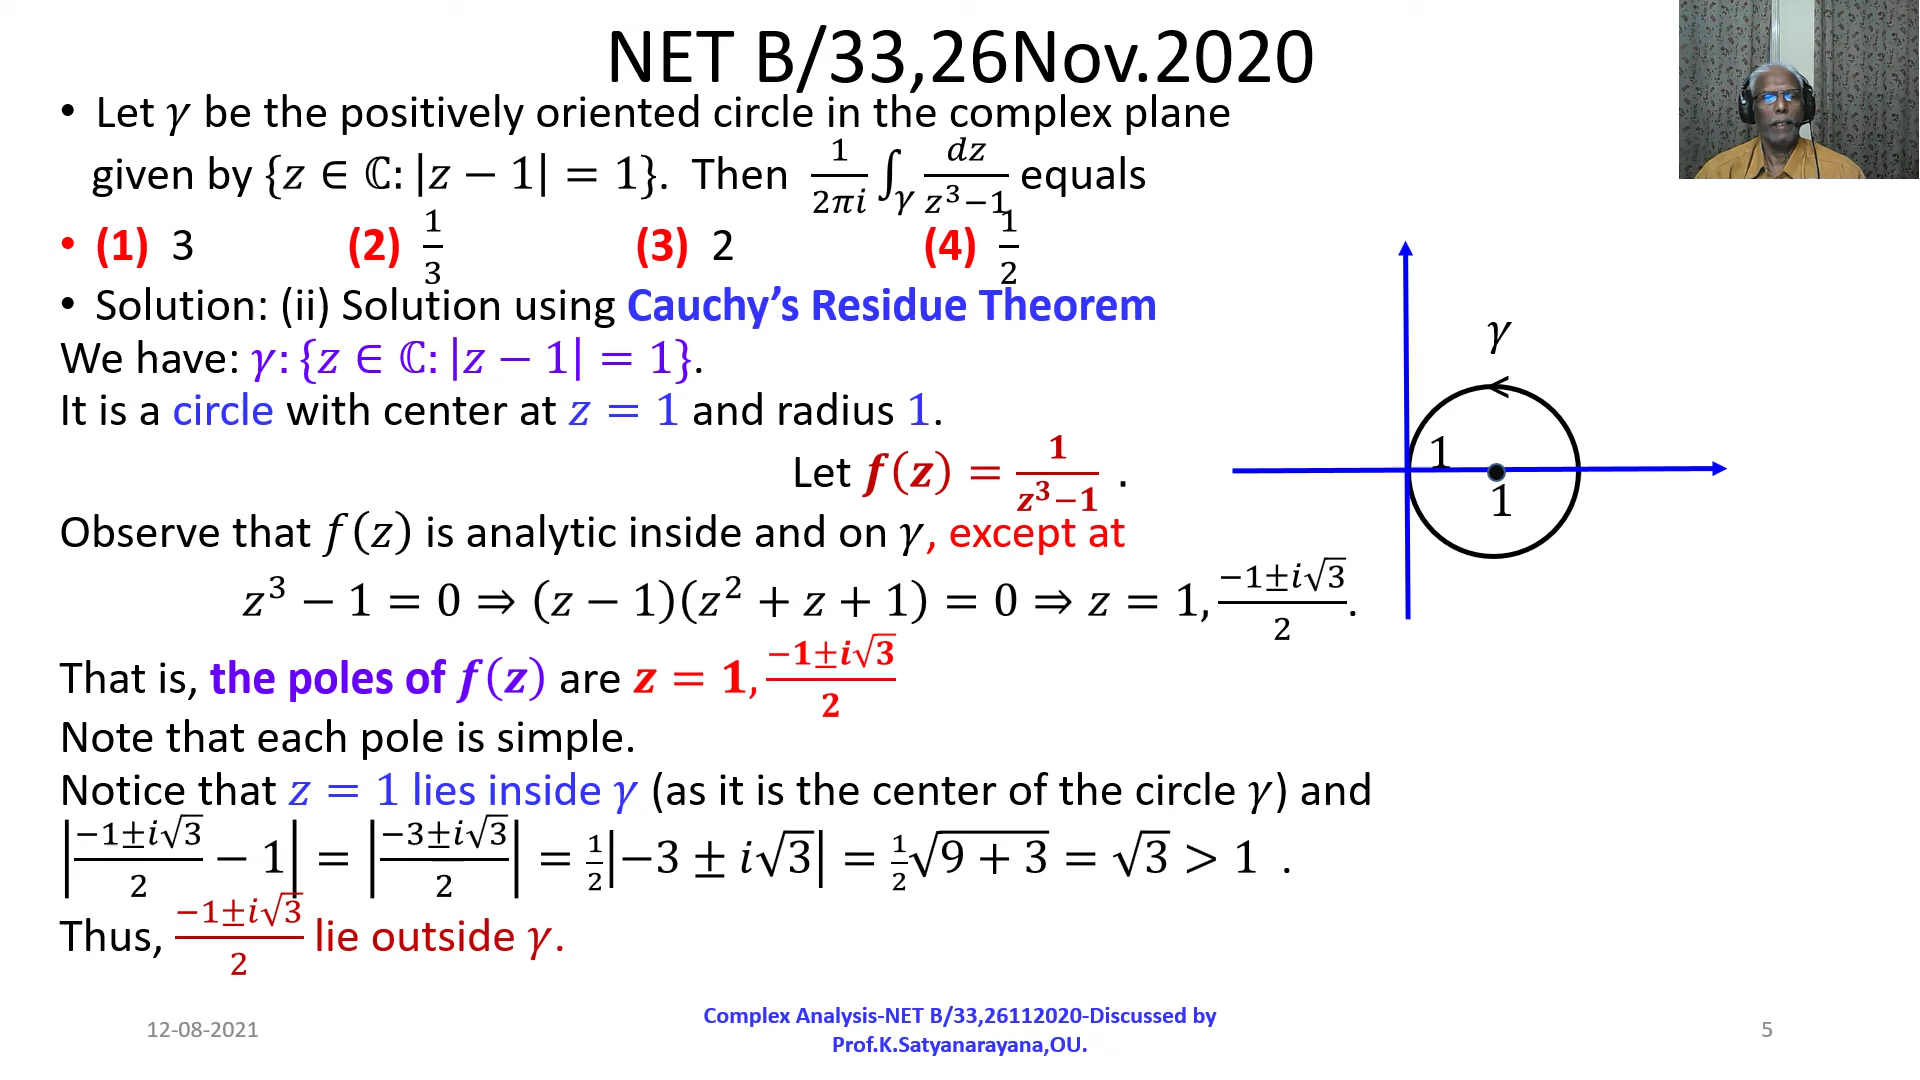 NET B/33,26Nov.2020
• Let γ be the positively oriented circle in the complex plane
given by {z ∈ ℂ: |z − 1| = 1}. Then 1/2πi ∫γ dz/z³−1 equals
• (1) 3 (2) 1/3 (3) 2 (4) 1/2
• Solution: (ii) Solution using Cauchy’s Residue Theorem
We have: γ: {z ∈ ℂ: |z − 1| = 1}.
It is a circle with center at z = 1 and radius 1.
Let f(z) = 1/z³−1 .
Observe that f(z) is analytic inside and on γ, except at
z³ − 1 = 0 ⇒ (z − 1)(z² + z + 1) = 0 ⇒ z = 1, −1±i√3/2.
That is, the poles of f(z) are z = 1, −1±i√3/2
Note that each pole is simple.
Notice that z = 1 lies inside γ (as it is the center of the circle γ) and
|−1±i√3/2 − 1| = |−3±i√3/2| = 1/2|−3 ± i√3| = 1/2√9 + 3 = √3 > 1 .
Thus, −1±i√3/2 lie outside γ.
γ
1
1
12-08-2021
Complex Analysis-NET B/33,26112020-Discussed by
Prof.K.Satyanarayana,OU.
5